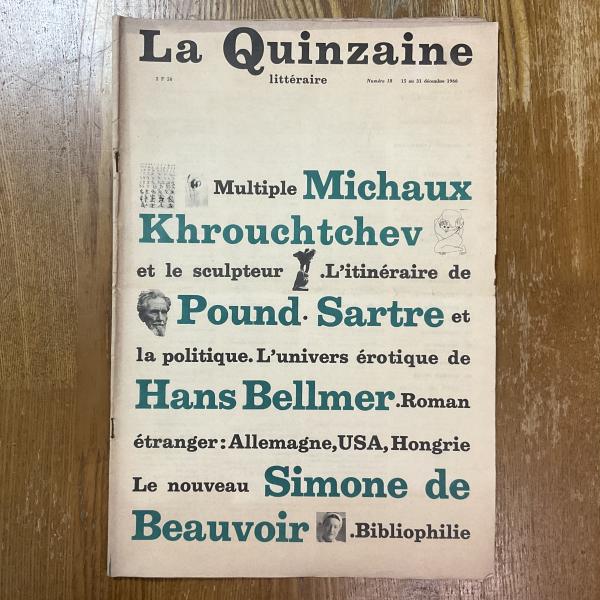 La Quinzaine
littéraire
2 F 50
Numéro 18 15 au 31 décembre 1966
Multiple Michaux
Khrouchtchev
et le sculpteur .L'itinéraire de
Pound. Sartre et
la politique.L'univers érotique de
Hans Bellmer.Roman
étranger:Allemagne,USA,Hongrie
Le nouveau Simone de
Beauvoir .Bibliophilie